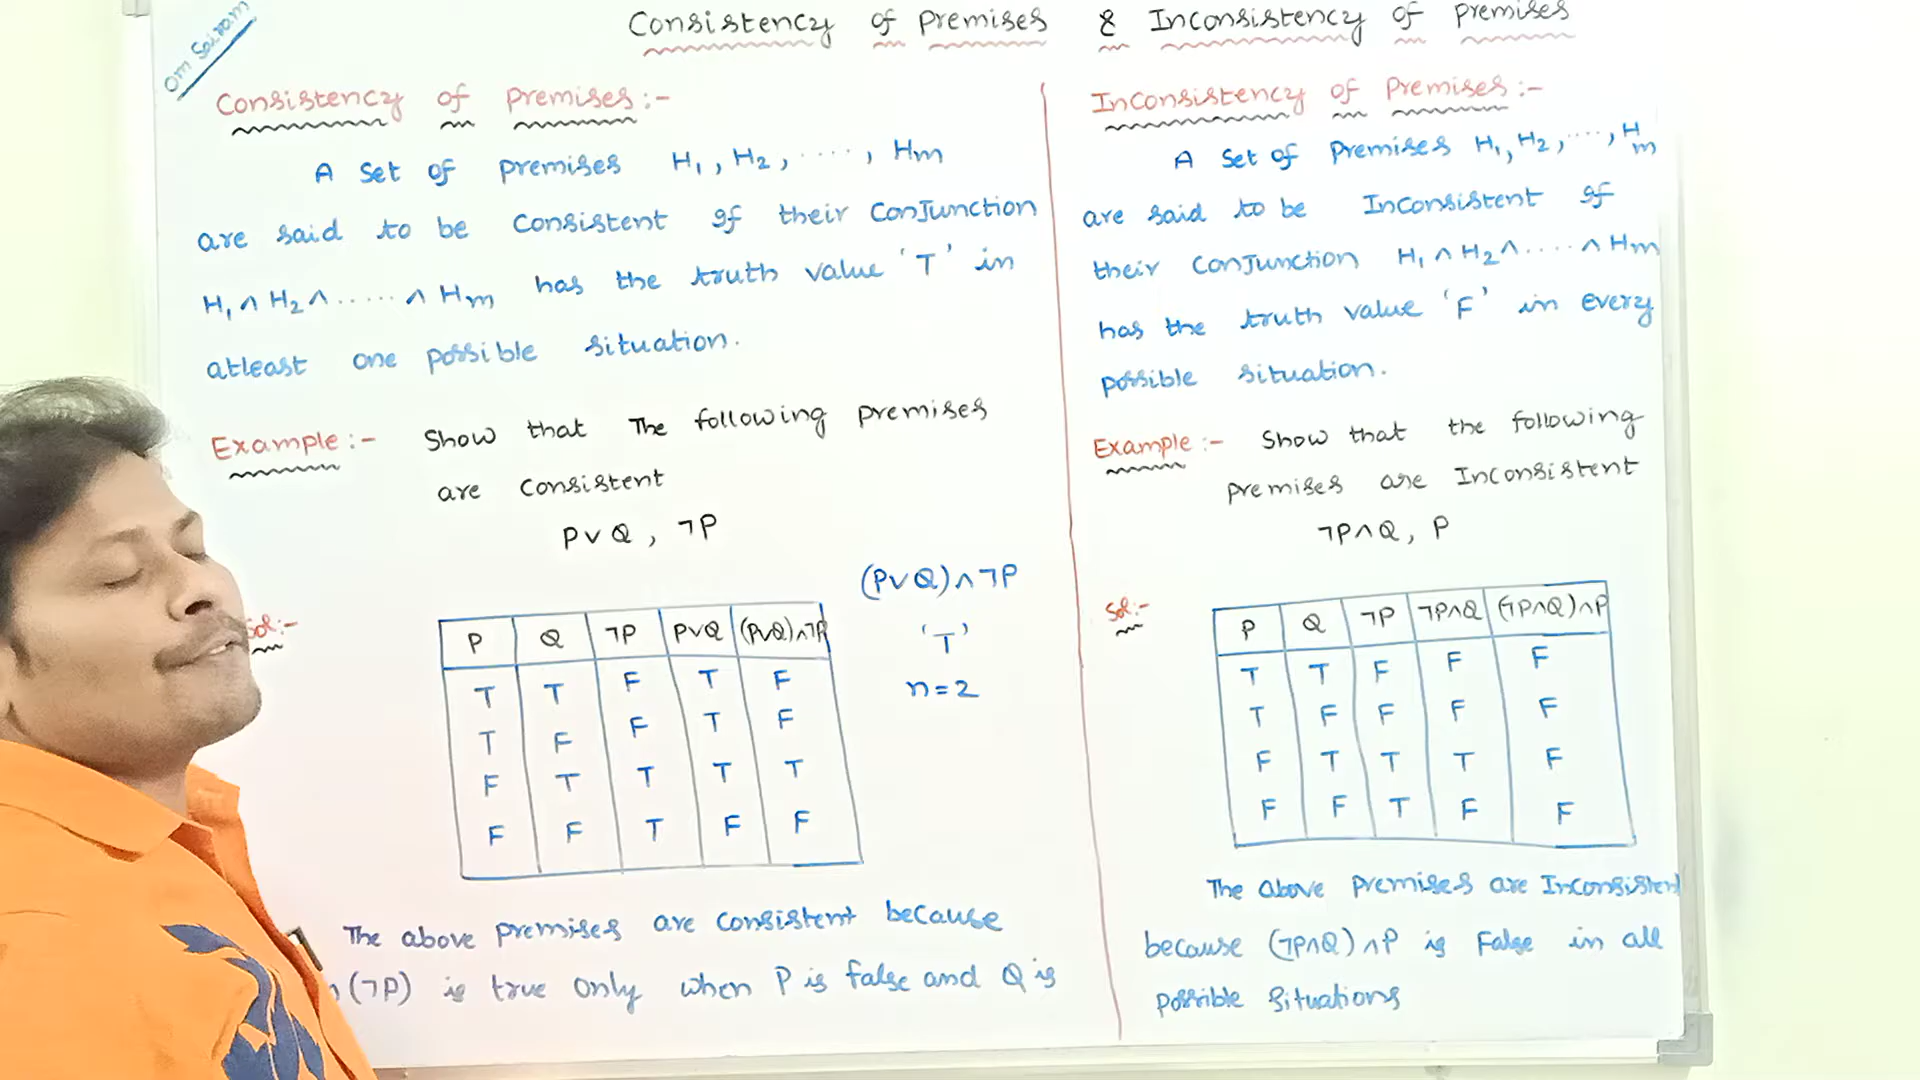 Om Sairam
Consistency of premises & Inconsistency of premises
Consistency of premises :-
A set of premises H1, H2, ....., Hm
are said to be consistent if their conjunction
H1 ∧ H2 ∧ ..... ∧ Hm has the truth value 'T' in
atleast one possible situation.
Example :- Show that The following premises
are consistent
P∨Q, ¬P
(P∨Q)∧¬P
'T'
n=2
Sol:-
P Q ¬P P∨Q (P∨Q)∧¬P
T T F T F
T F F T F
F T T T T
F F T F F
The above premises are consistent because
(¬P) is true only when P is false and Q is
Inconsistency of premises :-
A set of premises H1, H2, ....., Hm
are said to be Inconsistent if
their conjunction H1 ∧ H2 ∧ ..... ∧ Hm
has the truth value 'F' in every
possible situation.
Example :- Show that the following
premises are Inconsistent
¬P∧Q, P
Sol:-
P Q ¬P ¬P∧Q (¬P∧Q)∧P
T T F F F
T F F F F
F T T T F
F F T F F
The above premises are Inconsistent
because (¬P∧Q)∧P is False in all
possible situations